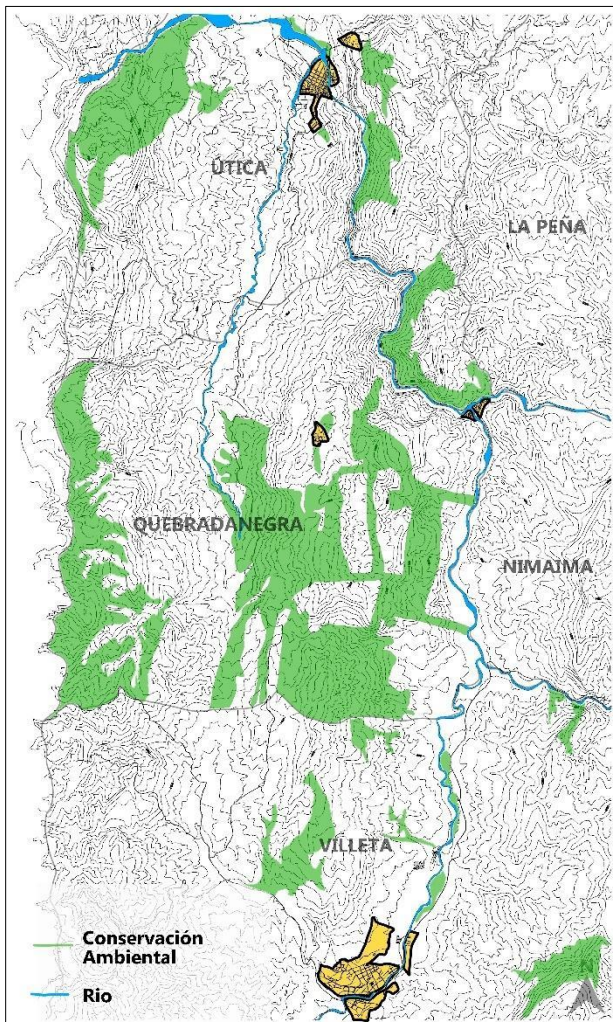 ÚTICA
LA PEÑA
QUEBRADANEGRA
NIMAIMA
VILLETA
Conservación
Ambiental
Rio
N